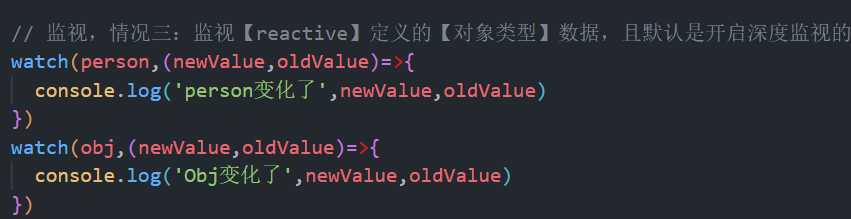 // 监视，情况三：监视【reactive】定义的【对象类型】数据，且默认是开启深度监视的
watch(person,(newValue,oldValue)=>{
  console.log('person变化了',newValue,oldValue)
})
watch(obj,(newValue,oldValue)=>{
  console.log('Obj变化了',newValue,oldValue)
})